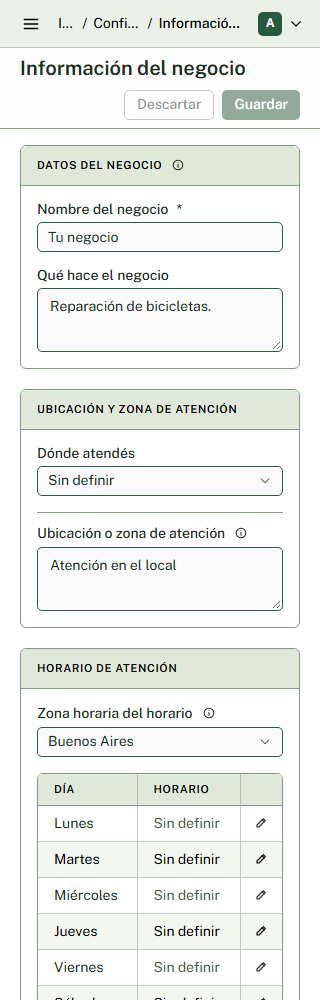 I... / Confi... / Informació... A
Información del negocio
Descartar Guardar
DATOS DEL NEGOCIO
Nombre del negocio *
Tu negocio
Qué hace el negocio
Reparación de bicicletas.
UBICACIÓN Y ZONA DE ATENCIÓN
Dónde atendés
Sin definir
Ubicación o zona de atención
Atención en el local
HORARIO DE ATENCIÓN
Zona horaria del horario
Buenos Aires
DÍA HORARIO
Lunes Sin definir
Martes Sin definir
Miércoles Sin definir
Jueves Sin definir
Viernes Sin definir